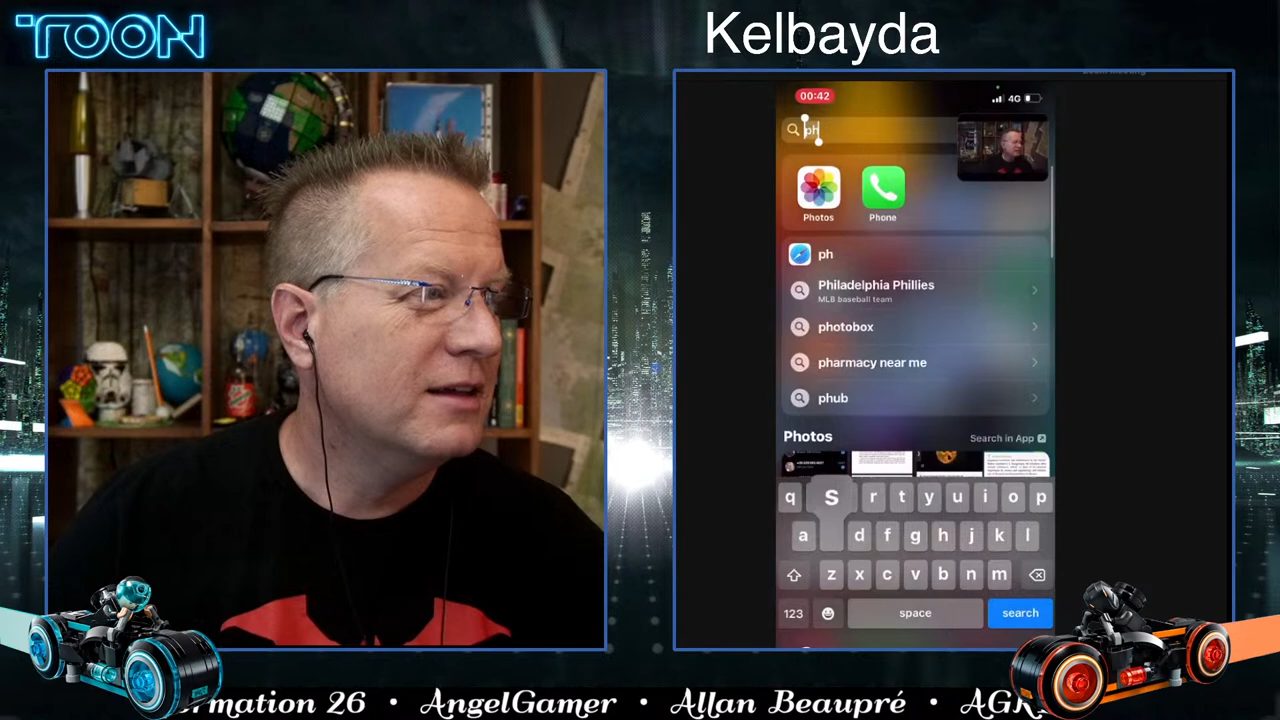 TOON
Kelbayda
00:42
4G
ph
Photos
Phone
ph
Philadelphia Phillies
MLB baseball team
photobox
pharmacy near me
phub
Photos
Search in App
q S r t y u i o p
a d f g h j k l
z x c v b n m
123
space
search
rmation 26 • AngelGamer • Allan Beaupré • AGR